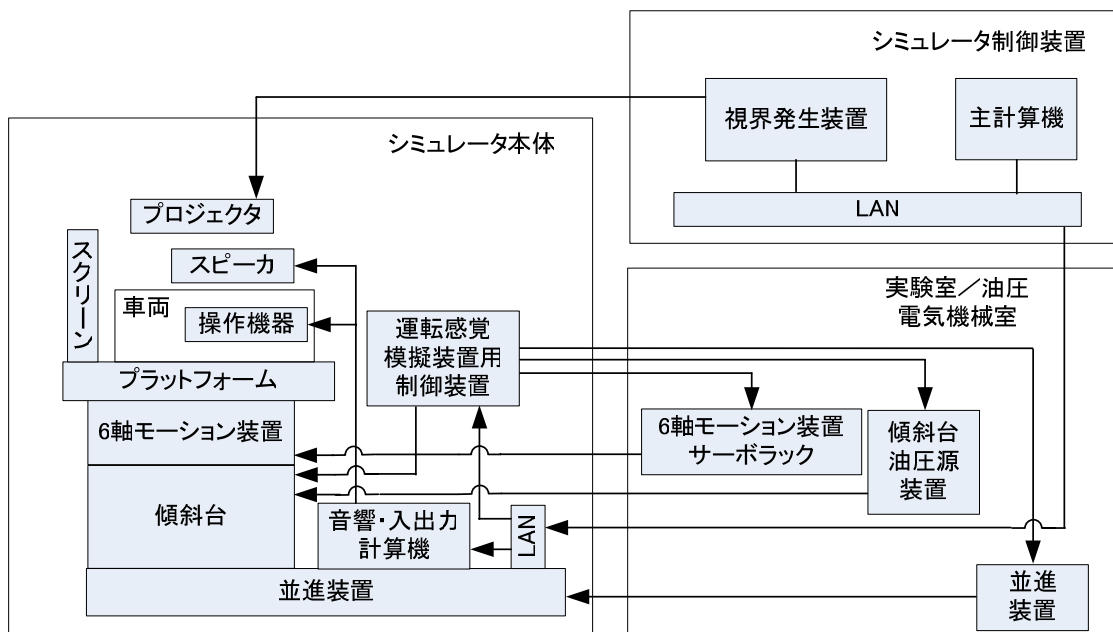 シミュレータ制御装置
視界発生装置
主計算機
LAN
シミュレータ本体
プロジェクタ
スピーカ
スクリーン
車両
操作機器
プラットフォーム
6軸モーション装置
傾斜台
運転感覚
模擬装置用
制御装置
音響・入出力
計算機
LAN
並進装置
実験室／油圧
電気機械室
6軸モーション装置
サーボラック
傾斜台
油圧源
装置
並進
装置